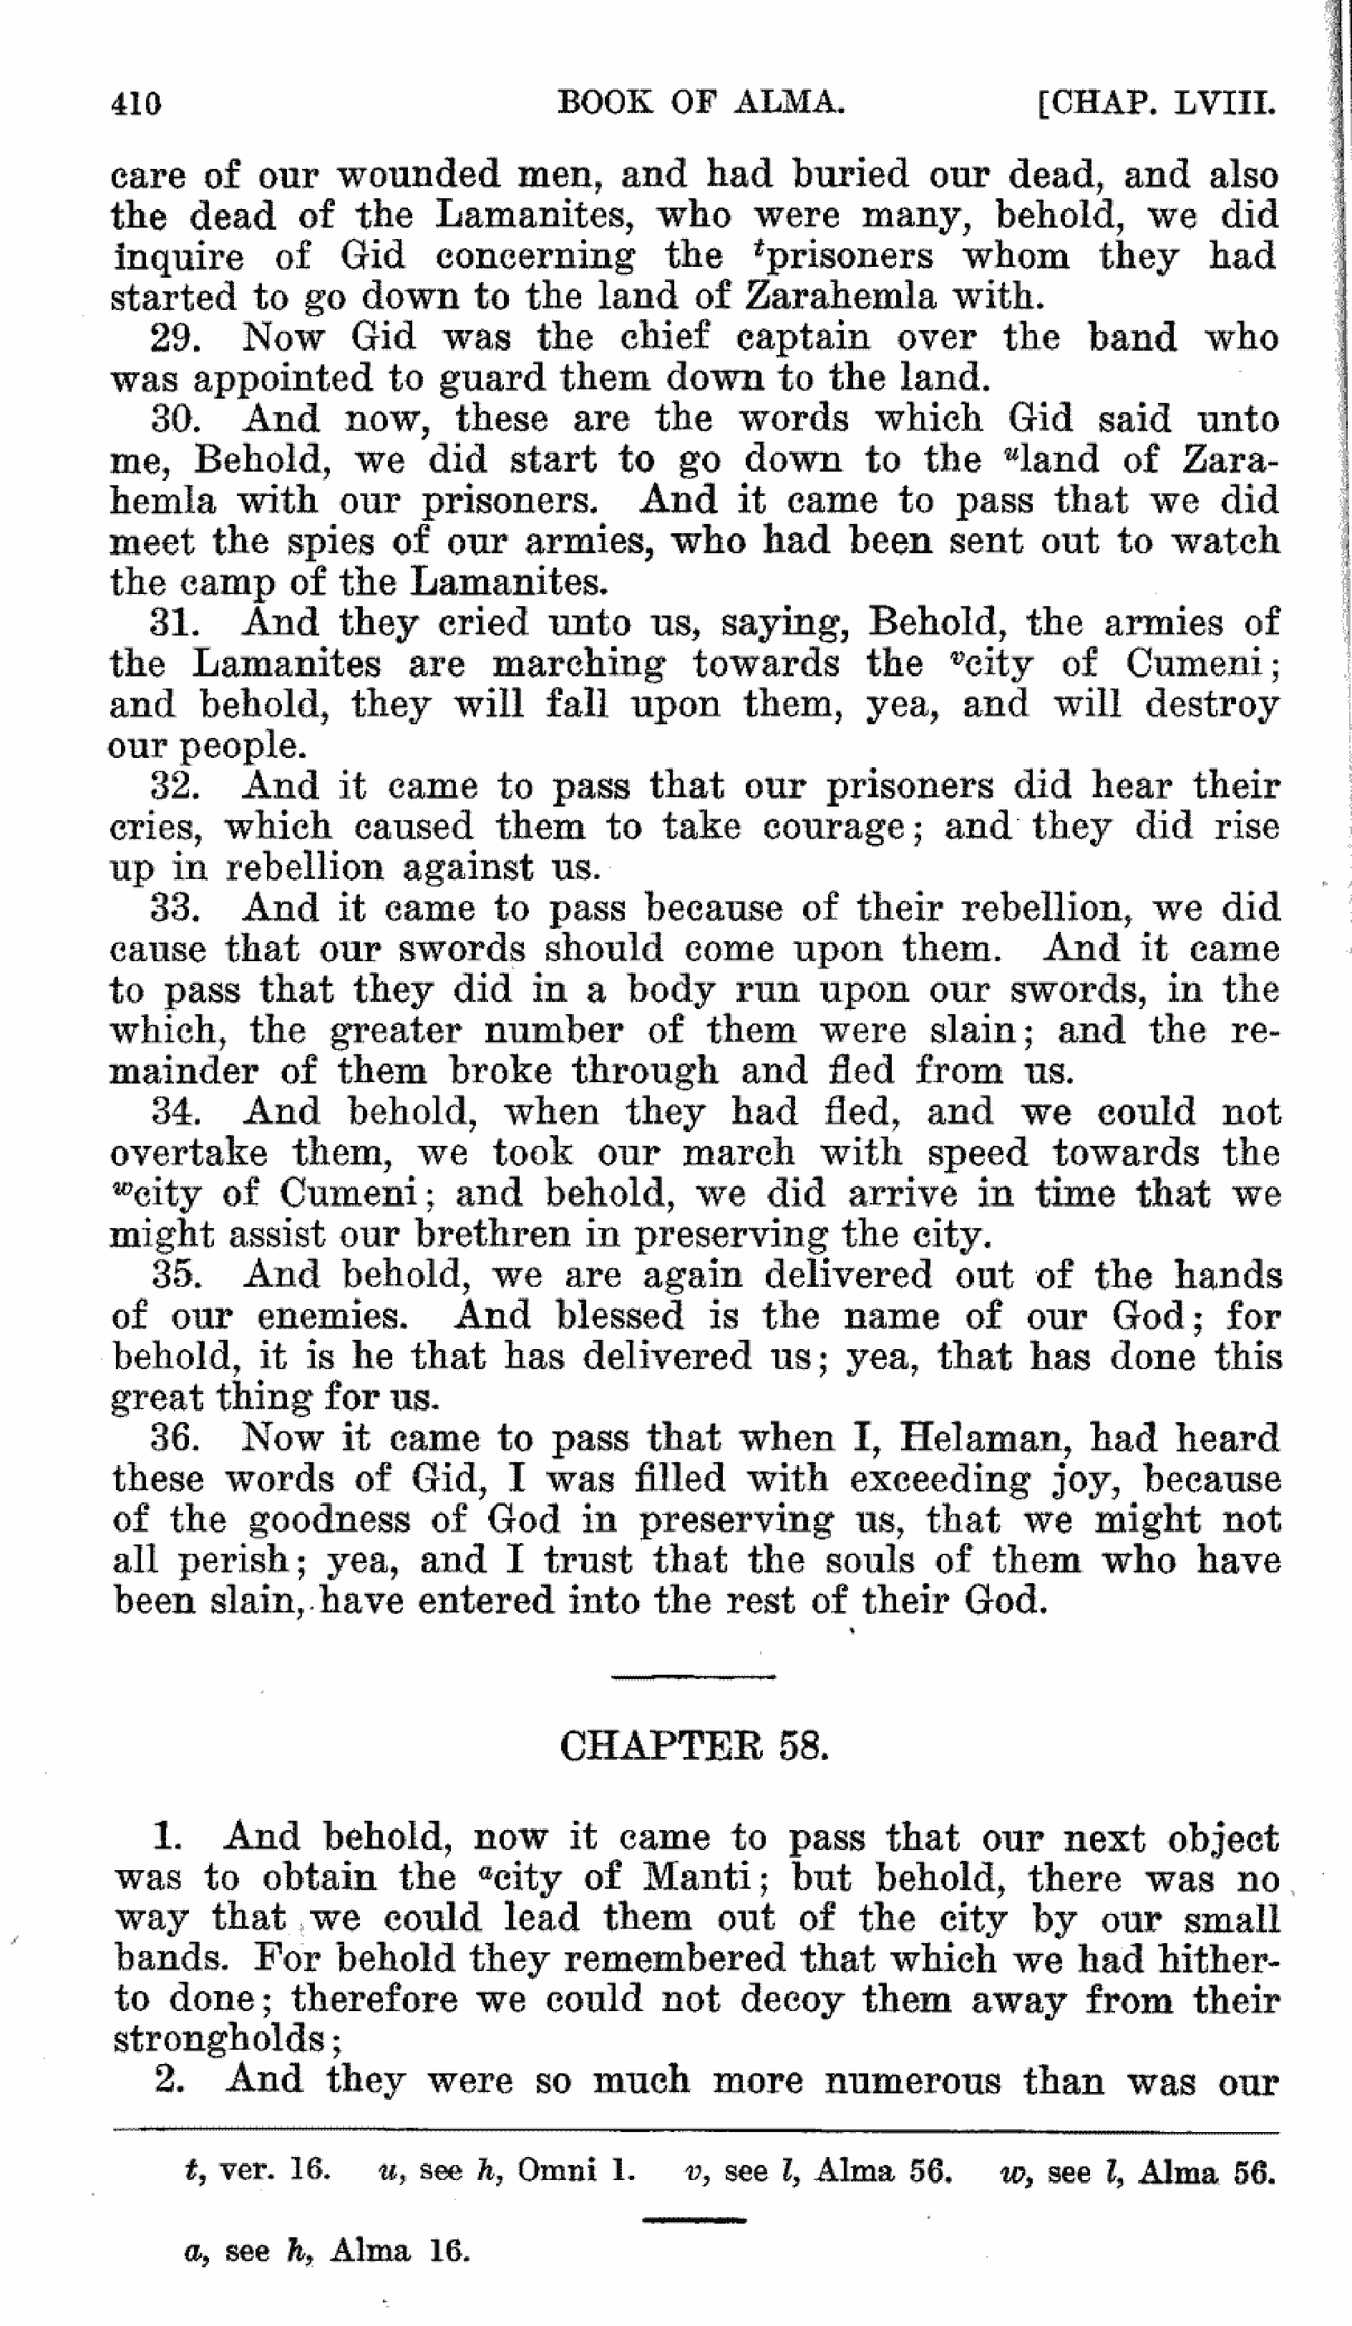 410 BOOK OF ALMA. [CHAP. LVIII.
care of our wounded men, and had buried our dead, and also
the dead of the Lamanites, who were many, behold, we did
inquire of Gid concerning the tprisoners whom they had
started to go down to the land of Zarahemla with.
29. Now Gid was the chief captain over the band who
was appointed to guard them down to the land.
30. And now, these are the words which Gid said unto
me, Behold, we did start to go down to the uland of Zara-
hemla with our prisoners. And it came to pass that we did
meet the spies of our armies, who had been sent out to watch
the camp of the Lamanites.
31. And they cried unto us, saying, Behold, the armies of
the Lamanites are marching towards the vcity of Cumeni;
and behold, they will fall upon them, yea, and will destroy
our people.
32. And it came to pass that our prisoners did hear their
cries, which caused them to take courage; and they did rise
up in rebellion against us.
33. And it came to pass because of their rebellion, we did
cause that our swords should come upon them. And it came
to pass that they did in a body run upon our swords, in the
which, the greater number of them were slain; and the re-
mainder of them broke through and fled from us.
34. And behold, when they had fled, and we could not
overtake them, we took our march with speed towards the
wcity of Cumeni; and behold, we did arrive in time that we
might assist our brethren in preserving the city.
35. And behold, we are again delivered out of the hands
of our enemies. And blessed is the name of our God; for
behold, it is he that has delivered us; yea, that has done this
great thing for us.
36. Now it came to pass that when I, Helaman, had heard
these words of Gid, I was filled with exceeding joy, because
of the goodness of God in preserving us, that we might not
all perish; yea, and I trust that the souls of them who have
been slain, have entered into the rest of their God.
CHAPTER 58.
1. And behold, now it came to pass that our next object
was to obtain the acity of Manti; but behold, there was no
way that we could lead them out of the city by our small
bands. For behold they remembered that which we had hither-
to done; therefore we could not decoy them away from their
strongholds;
2. And they were so much more numerous than was our
t, ver. 16. u, see h, Omni 1. v, see l, Alma 56. w, see l, Alma 56.
a, see h, Alma 16.